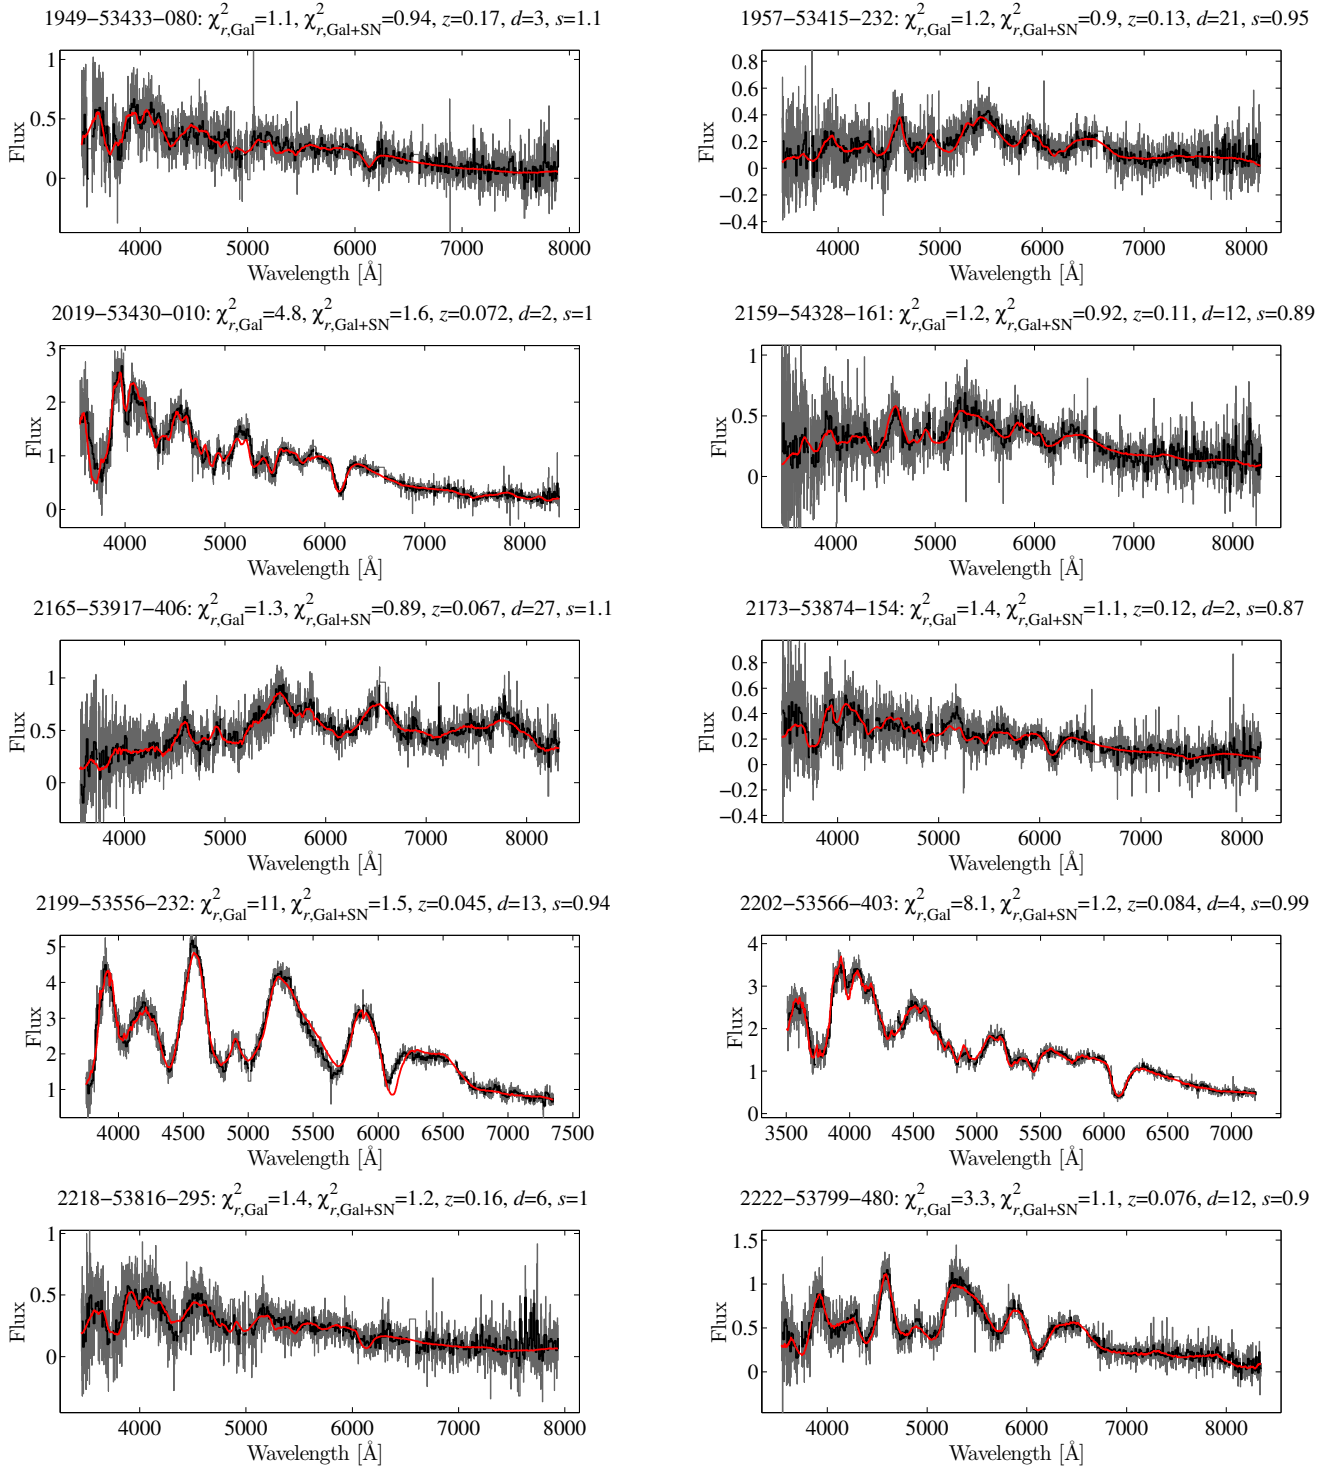 1949−53433−080: χ²r,Gal=1.1, χ²r,Gal+SN=0.94, z=0.17, d=3, s=1.1
1
0.5
0
Flux
4000 5000 6000 7000 8000
Wavelength [Å]
1957−53415−232: χ²r,Gal=1.2, χ²r,Gal+SN=0.9, z=0.13, d=21, s=0.95
0.8
0.6
0.4
0.2
0
−0.2
−0.4
Flux
4000 5000 6000 7000 8000
Wavelength [Å]
2019−53430−010: χ²r,Gal=4.8, χ²r,Gal+SN=1.6, z=0.072, d=2, s=1
3
2
1
0
Flux
4000 5000 6000 7000 8000
Wavelength [Å]
2159−54328−161: χ²r,Gal=1.2, χ²r,Gal+SN=0.92, z=0.11, d=12, s=0.89
1
0.5
0
Flux
4000 5000 6000 7000 8000
Wavelength [Å]
2165−53917−406: χ²r,Gal=1.3, χ²r,Gal+SN=0.89, z=0.067, d=27, s=1.1
1
0.5
0
Flux
4000 5000 6000 7000 8000
Wavelength [Å]
2173−53874−154: χ²r,Gal=1.4, χ²r,Gal+SN=1.1, z=0.12, d=2, s=0.87
0.8
0.6
0.4
0.2
0
−0.2
−0.4
Flux
4000 5000 6000 7000 8000
Wavelength [Å]
2199−53556−232: χ²r,Gal=11, χ²r,Gal+SN=1.5, z=0.045, d=13, s=0.94
5
4
3
2
1
Flux
4000 4500 5000 5500 6000 6500 7000 7500
Wavelength [Å]
2202−53566−403: χ²r,Gal=8.1, χ²r,Gal+SN=1.2, z=0.084, d=4, s=0.99
4
3
2
1
0
Flux
3500 4000 4500 5000 5500 6000 6500 7000
Wavelength [Å]
2218−53816−295: χ²r,Gal=1.4, χ²r,Gal+SN=1.2, z=0.16, d=6, s=1
1
0.5
0
Flux
4000 5000 6000 7000 8000
Wavelength [Å]
2222−53799−480: χ²r,Gal=3.3, χ²r,Gal+SN=1.1, z=0.076, d=12, s=0.9
1.5
1
0.5
0
Flux
4000 5000 6000 7000 8000
Wavelength [Å]